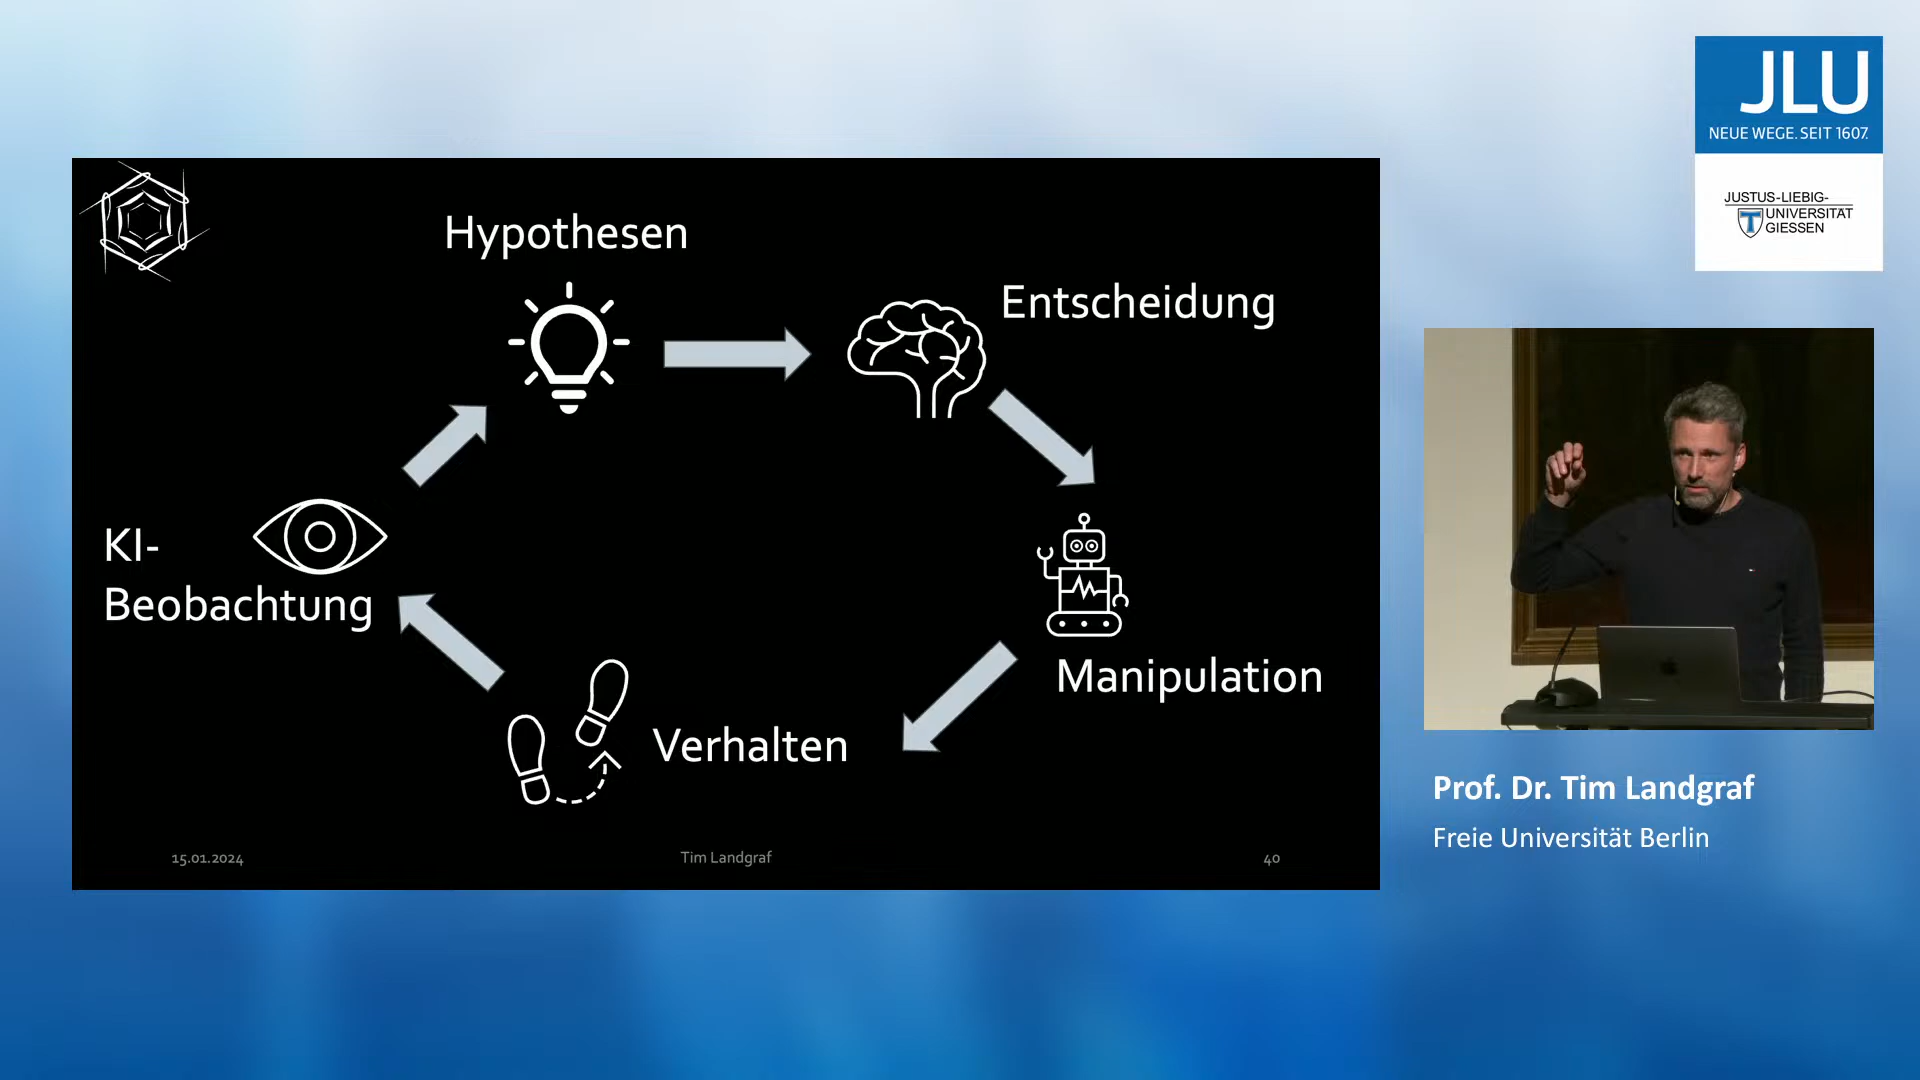 JLU
NEUE WEGE. SEIT 1607.
JUSTUS-LIEBIG-
UNIVERSITÄT
GIESSEN
Hypothesen
Entscheidung
KI-
Beobachtung
Manipulation
Verhalten
15.01.2024
Tim Landgraf
40
Prof. Dr. Tim Landgraf
Freie Universität Berlin